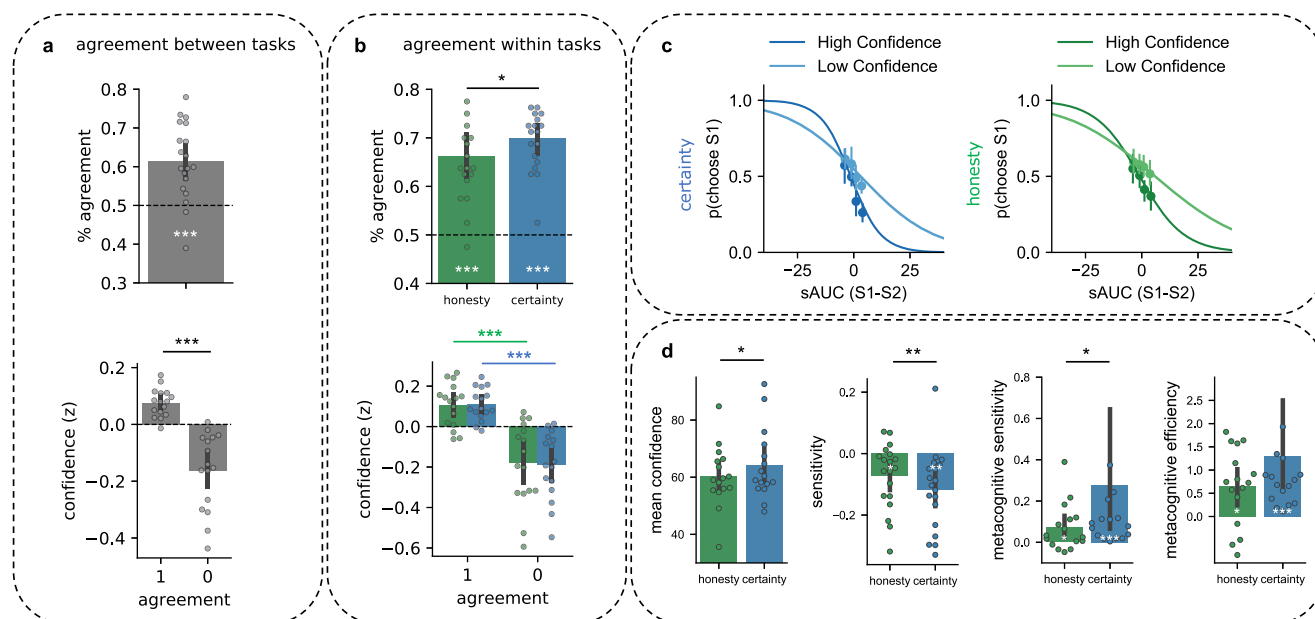 a agreement between tasks
% agreement
0.8
0.7
0.6
0.5
0.4
0.3
***
***
confidence (z)
0.2
0.0
−0.2
−0.4
1 0
agreement
b agreement within tasks
% agreement
0.8
0.7
0.6
0.5
0.4
*
*** ***
honesty certainty
***
***
confidence (z)
0.4
0.2
0.0
−0.2
−0.4
−0.6
1 0
agreement
c
High Confidence
Low Confidence
certainty
p(choose S1)
1.0
0.5
0.0
−25 0 25
sAUC (S1-S2)
High Confidence
Low Confidence
honesty
p(choose S1)
1.0
0.5
0.0
−25 0 25
sAUC (S1-S2)
d
*
mean confidence
80
60
40
honesty certainty
**
sensitivity
0.2
0.0
−0.2
* **
honesty certainty
*
metacognitive sensitivity
0.8
0.6
0.4
0.2
0.0
* ***
honesty certainty
metacognitive efficiency
2.5
2.0
1.5
1.0
0.5
0.0
* ***
honesty certainty